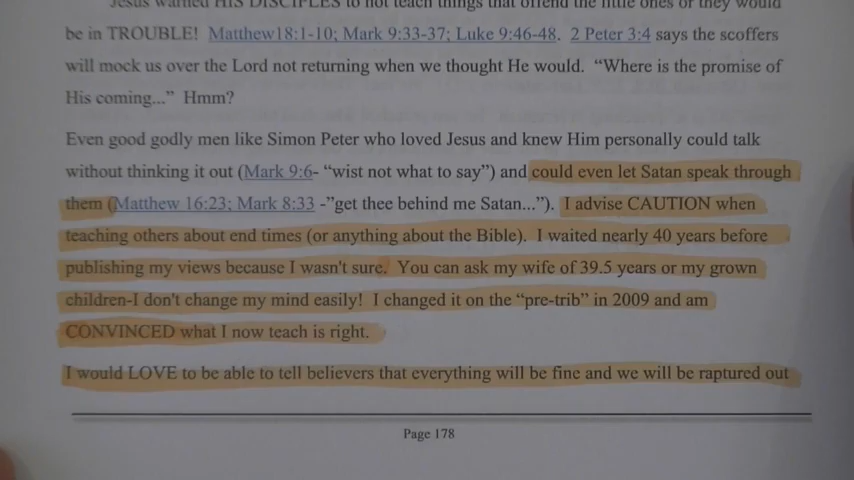 Jesus warned HIS DISCIPLES to not teach things that offend the little ones or they would
be in TROUBLE! Matthew18:1-10; Mark 9:33-37; Luke 9:46-48. 2 Peter 3:4 says the scoffers
will mock us over the Lord not returning when we thought He would. “Where is the promise of
His coming...” Hmm?
Even good godly men like Simon Peter who loved Jesus and knew Him personally could talk
without thinking it out (Mark 9:6- “wist not what to say”) and could even let Satan speak through
them (Matthew 16:23; Mark 8:33 -”get thee behind me Satan...”). I advise CAUTION when
teaching others about end times (or anything about the Bible). I waited nearly 40 years before
publishing my views because I wasn't sure. You can ask my wife of 39.5 years or my grown
children-I don't change my mind easily! I changed it on the “pre-trib” in 2009 and am
CONVINCED what I now teach is right.
I would LOVE to be able to tell believers that everything will be fine and we will be raptured out
Page 178